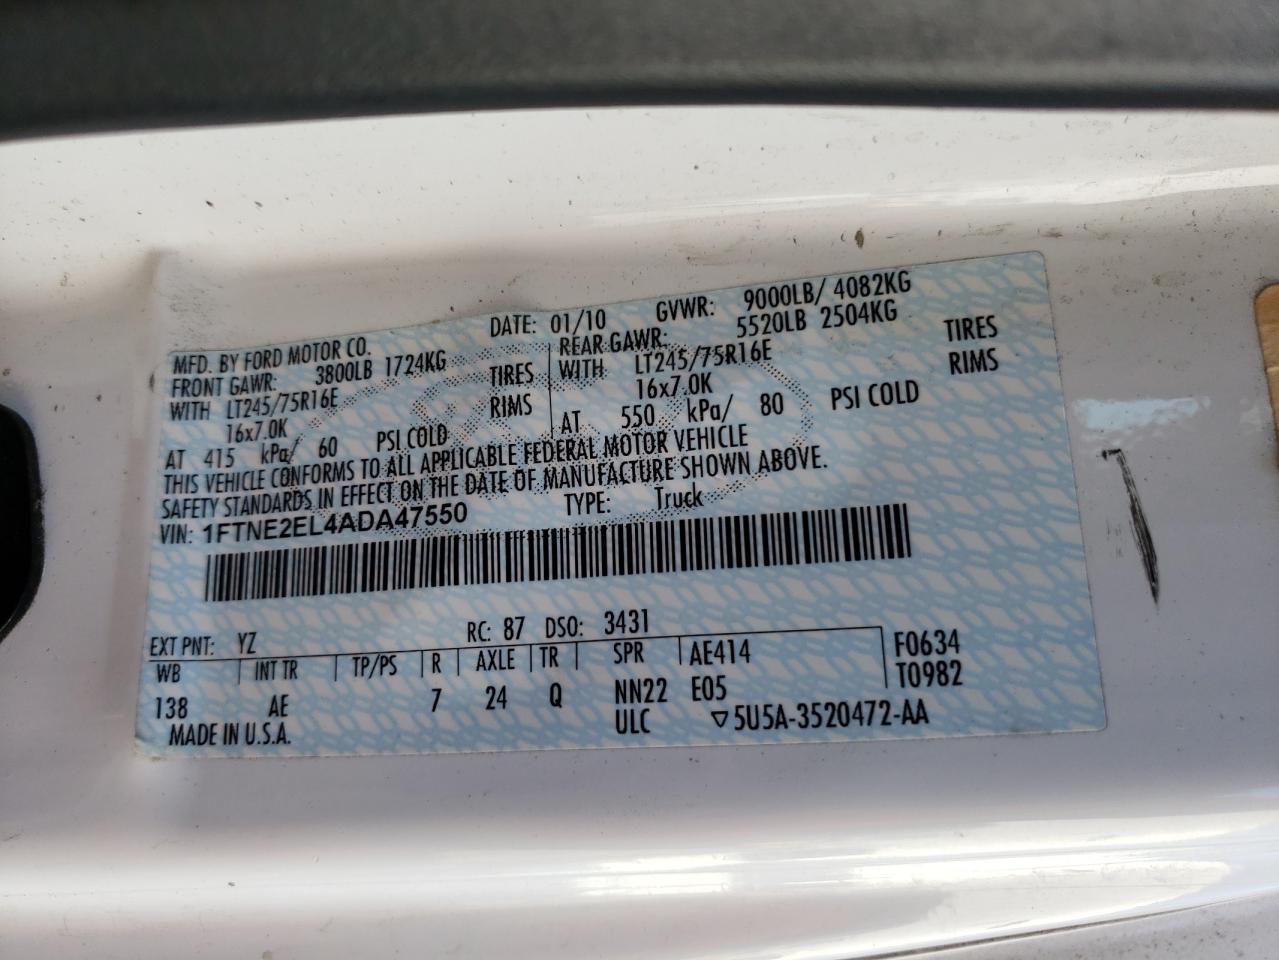 DATE: 01/10 GVWR: 9000LB/ 4082KG
MFD. BY FORD MOTOR CO.
FRONT GAWR: 3800LB 1724KG REAR GAWR: 5520LB 2504KG
WITH LT245/75R16E TIRES WITH LT245/75R16E TIRES
16x7.0K RIMS 16x7.0K RIMS
AT 415 kPa/ 60 PSI COLD AT 550 kPa/ 80 PSI COLD
THIS VEHICLE CONFORMS TO ALL APPLICABLE FEDERAL MOTOR VEHICLE
SAFETY STANDARDS IN EFFECT ON THE DATE OF MANUFACTURE SHOWN ABOVE.
VIN: 1FTNE2EL4ADA47550 TYPE: Truck
EXT PNT: YZ RC: 87 DSO: 3431
WB INT TR TP/PS R AXLE TR SPR AE414 F0634
138 AE 7 24 Q NN22 E05 T0982
MADE IN U.S.A. ULC ▽5U5A-3520472-AA